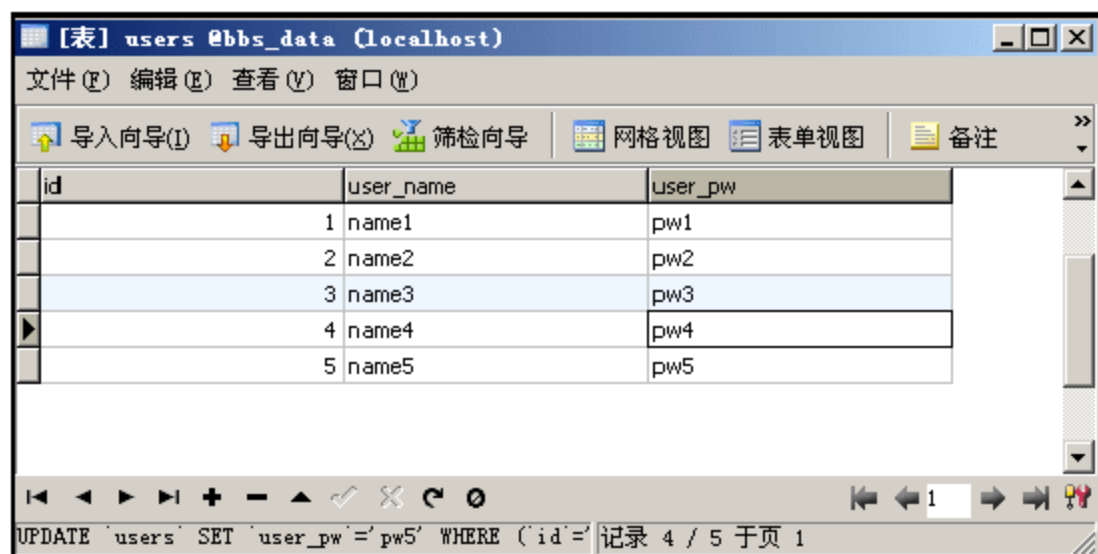 [表] users @bbs_data (localhost)
文件(F) 编辑(E) 查看(V) 窗口(W)
导入向导(I) 导出向导(X) 筛检向导 网格视图 表单视图 备注 »
id user_name user_pw
1 name1 pw1
2 name2 pw2
3 name3 pw3
4 name4 pw4
5 name5 pw5
1
UPDATE `users` SET `user_pw`='pw5' WHERE (`id`=' 记录 4 / 5 于页 1